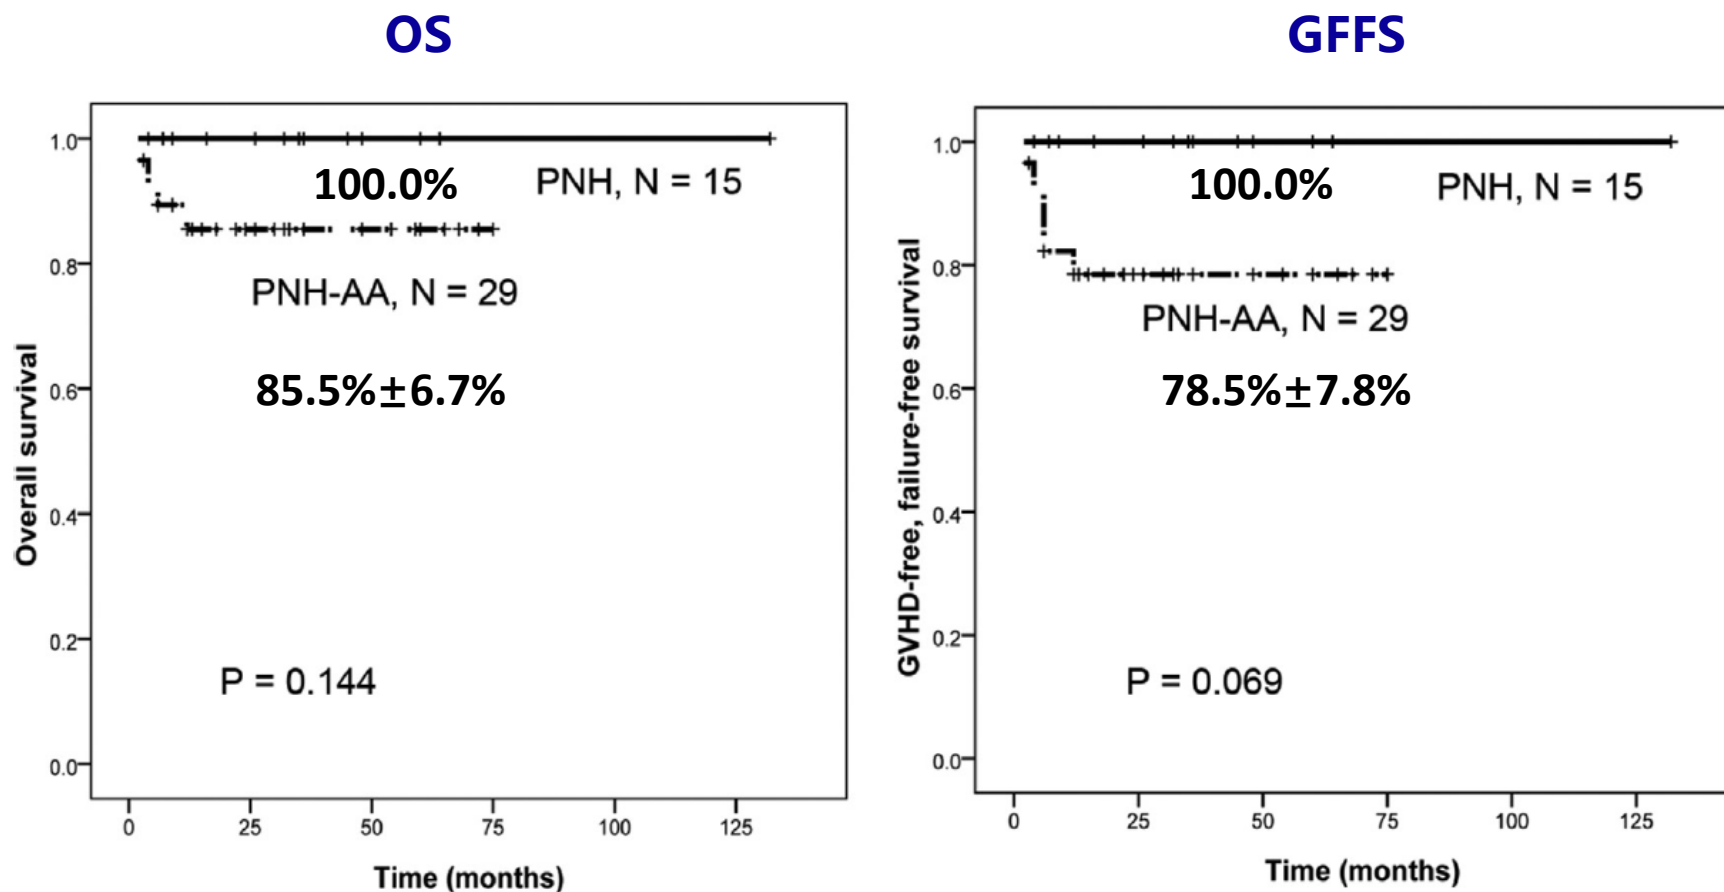 OS
Overall survival
1.0
0.8
0.6
0.4
0.2
0.0
100.0%
PNH, N = 15
PNH-AA, N = 29
85.5%±6.7%
P = 0.144
0 25 50 75 100 125
Time (months)
GFFS
GVHD-free, failure-free survival
1.0
0.8
0.6
0.4
0.2
0.0
100.0%
PNH, N = 15
PNH-AA, N = 29
78.5%±7.8%
P = 0.069
0 25 50 75 100 125
Time (months)